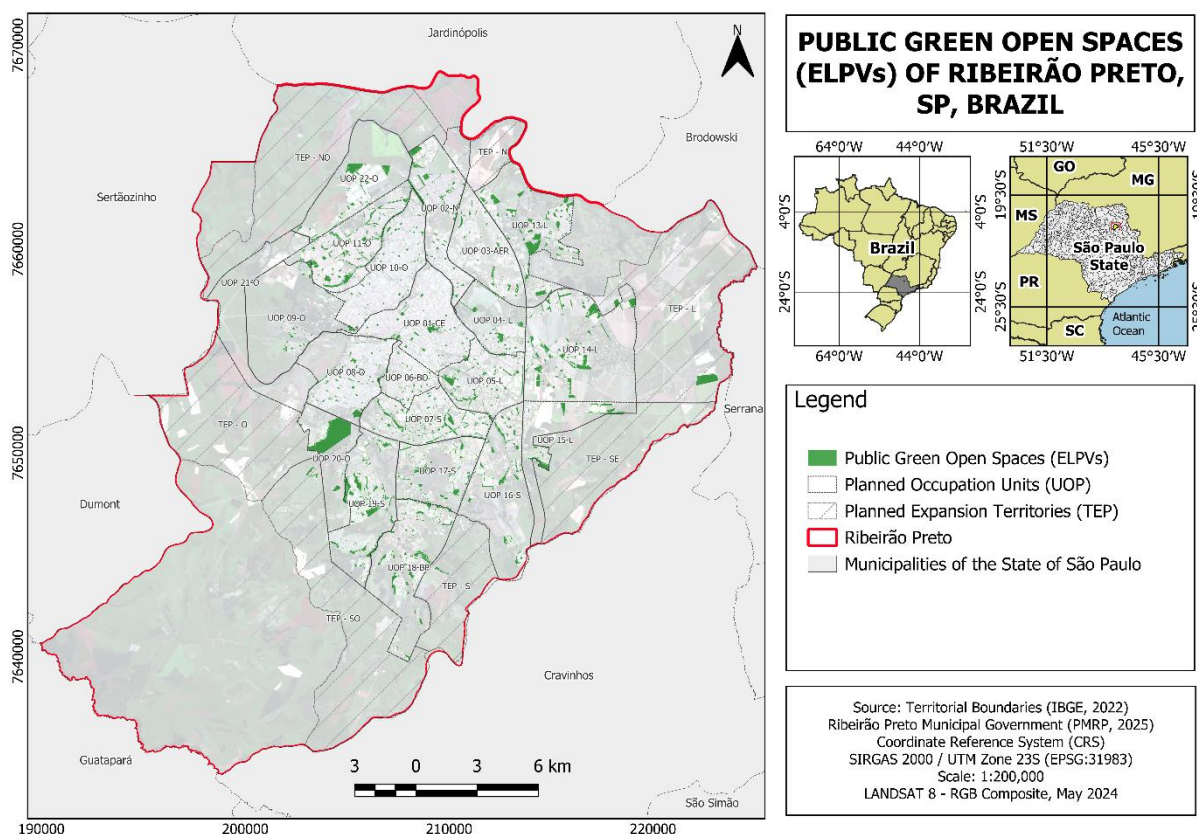 7670000
7660000
7650000
7640000
190000
200000
210000
220000
Jardinópolis
N
Brodowski
Sertãozinho
TEP - NO
TEP - N
UOP 22-O
UOP 02-N
UOP 13-L
UOP 11-O
UOP 03-AER
UOP 10-O
UOP 21-O
TEP - L
UOP 09-O
UOP 01-CE
UOP 04- L
UOP 14-L
UOP 08-O
UOP 06-BO
UOP 05-L
Serrana
UOP 07-S
TEP - O
UOP 15-L
UOP 20-O
TEP - SE
UOP 17-S
UOP 16-S
Dumont
UOP 19-S
UOP 18-BP
TEP - S
TEP - SO
Cravinhos
Guatapará
3 0 3 6 km
São Simão
PUBLIC GREEN OPEN SPACES
(ELPVs) OF RIBEIRÃO PRETO,
SP, BRAZIL
64°0'W 44°0'W
4°0'S 4°0'S
Brazil
24°0'S 24°0'S
64°0'W 44°0'W
51°30'W 45°30'W
GO
MG
19°30'S 19°30'S
MS
São Paulo
State
PR
25°30'S 25°30'S
SC
Atlantic
Ocean
51°30'W 45°30'W
Legend
Public Green Open Spaces (ELPVs)
Planned Occupation Units (UOP)
Planned Expansion Territories (TEP)
Ribeirão Preto
Municipalities of the State of São Paulo
Source: Territorial Boundaries (IBGE, 2022)
Ribeirão Preto Municipal Government (PMRP, 2025)
Coordinate Reference System (CRS)
SIRGAS 2000 / UTM Zone 23S (EPSG:31983)
Scale: 1:200,000
LANDSAT 8 - RGB Composite, May 2024